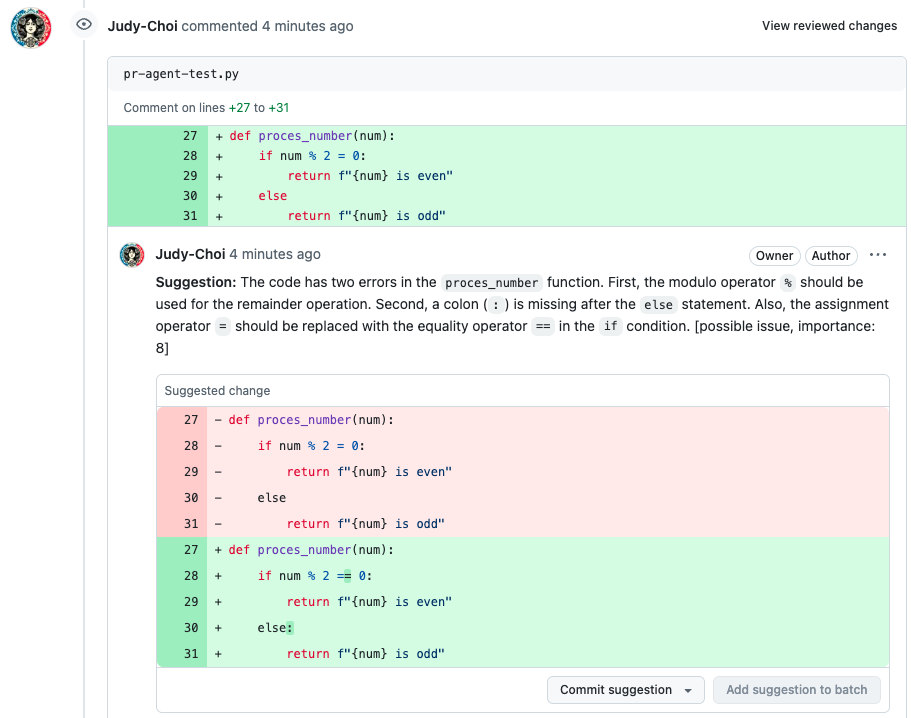 Judy-Choi commented 4 minutes ago View reviewed changes
pr-agent-test.py
Comment on lines +27 to +31
27 + def proces_number(num):
28 +     if num % 2 = 0:
29 +         return f"{num} is even"
30 +     else
31 +         return f"{num} is odd"
Judy-Choi 4 minutes ago Owner Author ...
Suggestion: The code has two errors in the proces_number function. First, the modulo operator % should be
used for the remainder operation. Second, a colon ( : ) is missing after the else statement. Also, the assignment
operator = should be replaced with the equality operator == in the if condition. [possible issue, importance:
8]
Suggested change
27 - def proces_number(num):
28 -     if num % 2 = 0:
29 -         return f"{num} is even"
30 -     else
31 -         return f"{num} is odd"
27 + def proces_number(num):
28 +     if num % 2 == 0:
29 +         return f"{num} is even"
30 +     else:
31 +         return f"{num} is odd"
Commit suggestion Add suggestion to batch